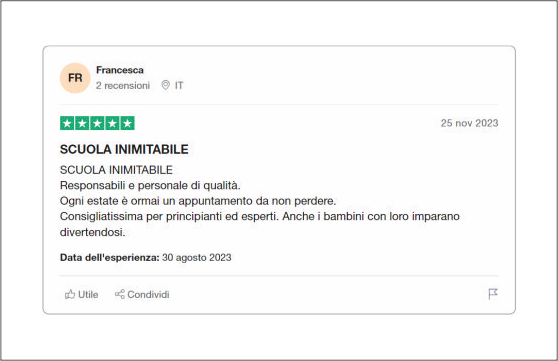 FR
Francesca
2 recensioni IT
25 nov 2023
SCUOLA INIMITABILE
SCUOLA INIMITABILE
Responsabili e personale di qualità.
Ogni estate è ormai un appuntamento da non perdere.
Consigliatissima per principianti ed esperti. Anche i bambini con loro imparano
divertendosi.
Data dell'esperienza: 30 agosto 2023
Utile Condividi